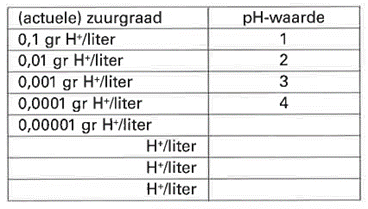 (actuele) zuurgraad pH-waarde
0,1 gr H⁺/liter 1
0,01 gr H⁺/liter 2
0,001 gr H⁺/liter 3
0,0001 gr H⁺/liter 4
0,00001 gr H⁺/liter
H⁺/liter
H⁺/liter
H⁺/liter